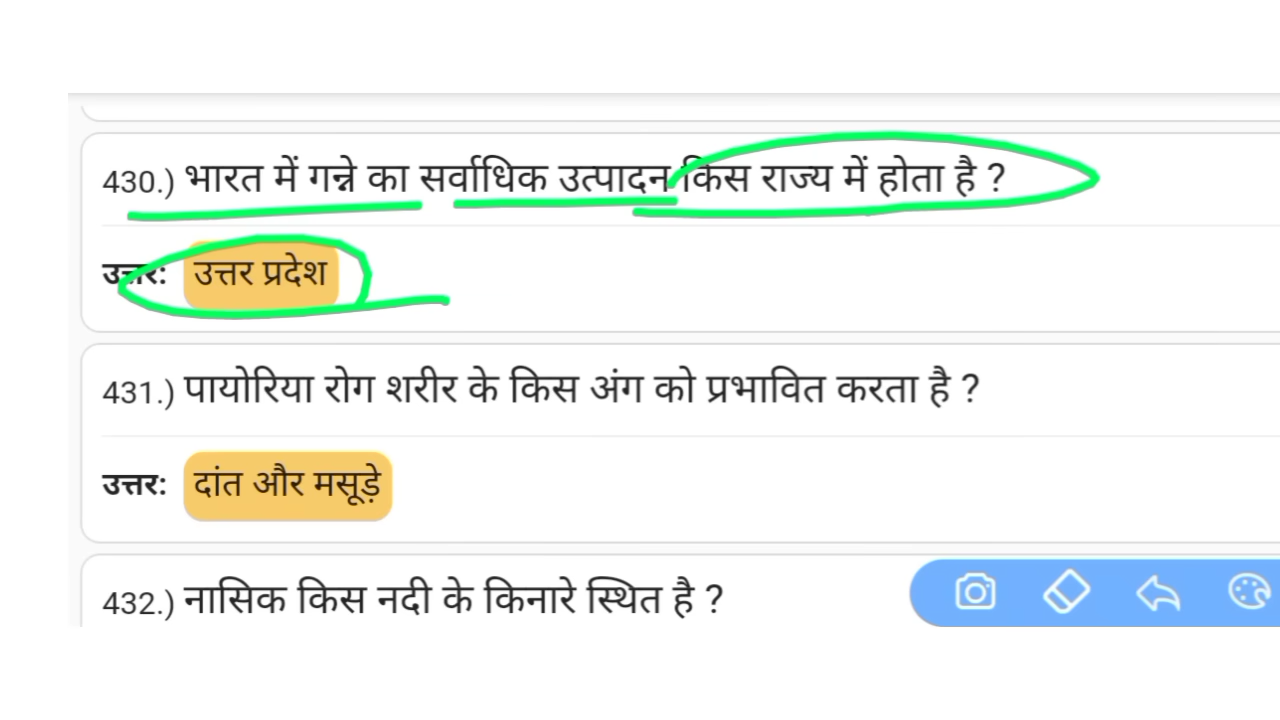 430.) भारत में गन्ने का सर्वाधिक उत्पादन किस राज्य में होता है ?
उत्तर: उत्तर प्रदेश
431.) पायोरिया रोग शरीर के किस अंग को प्रभावित करता है ?
उत्तर: दांत और मसूड़े
432.) नासिक किस नदी के किनारे स्थित है ?